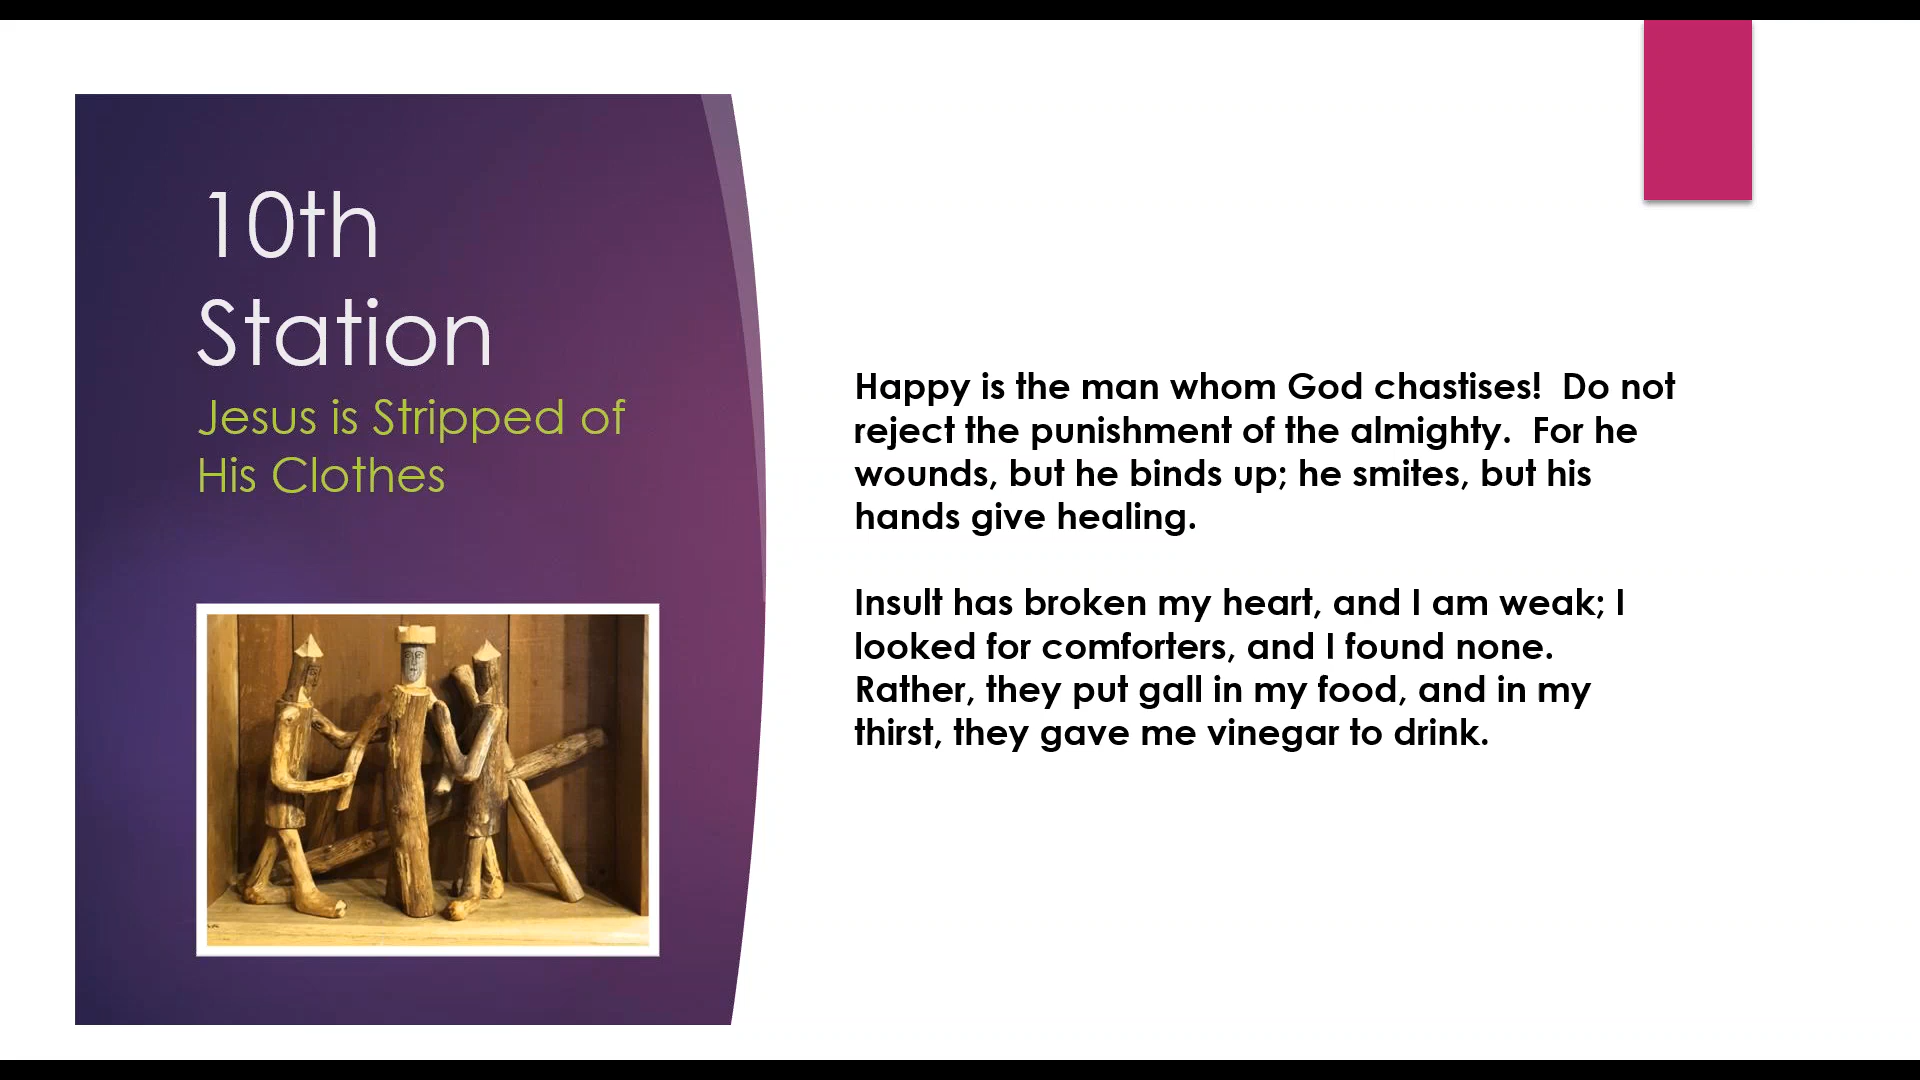 10th
Station
Jesus is Stripped of
His Clothes
Happy is the man whom God chastises!  Do not
reject the punishment of the almighty.  For he
wounds, but he binds up; he smites, but his
hands give healing.
Insult has broken my heart, and I am weak; I
looked for comforters, and I found none.
Rather, they put gall in my food, and in my
thirst, they gave me vinegar to drink.